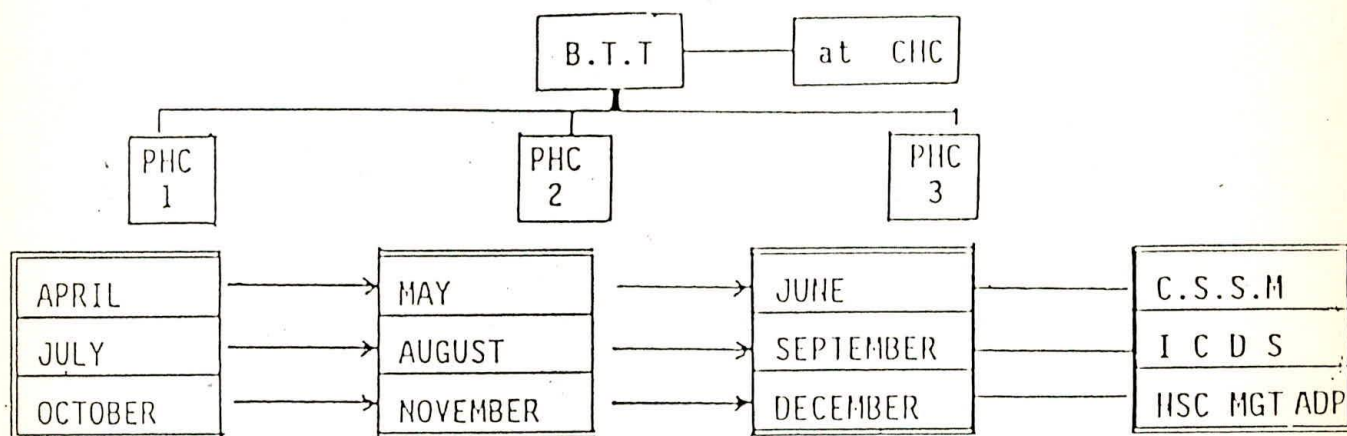 B.T.T at CHC
PHC PHC PHC
1 2 3
APRIL MAY JUNE C.S.S.M
JULY AUGUST SEPTEMBER I C D S
OCTOBER NOVEMBER DECEMBER HSC MGT ADP